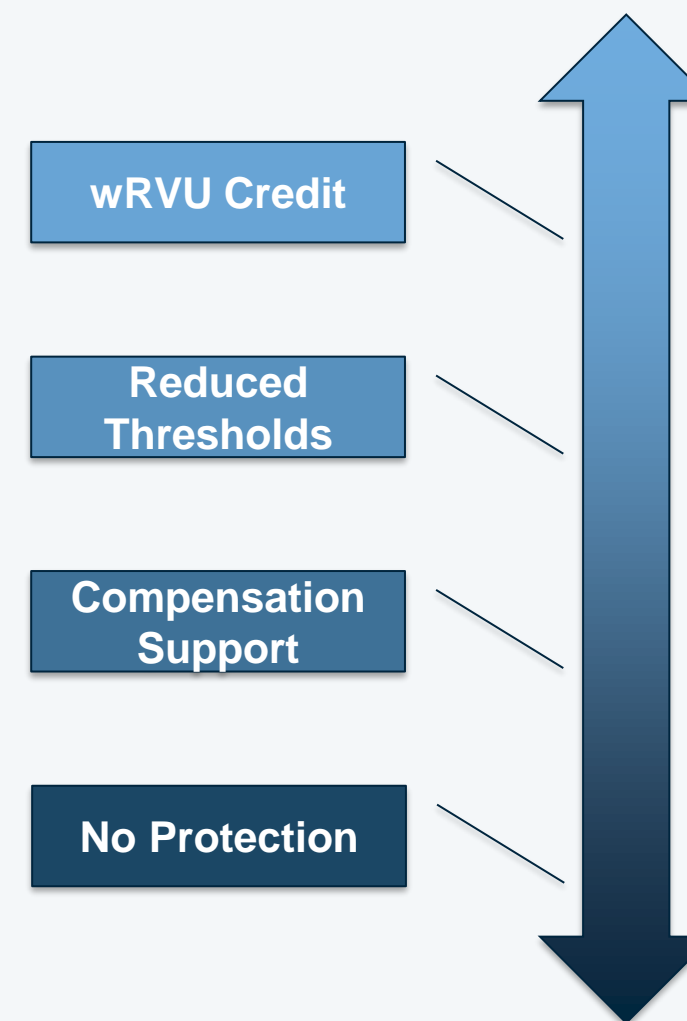 wRVU Credit
Reduced
Thresholds
Compensation
Support
No Protection